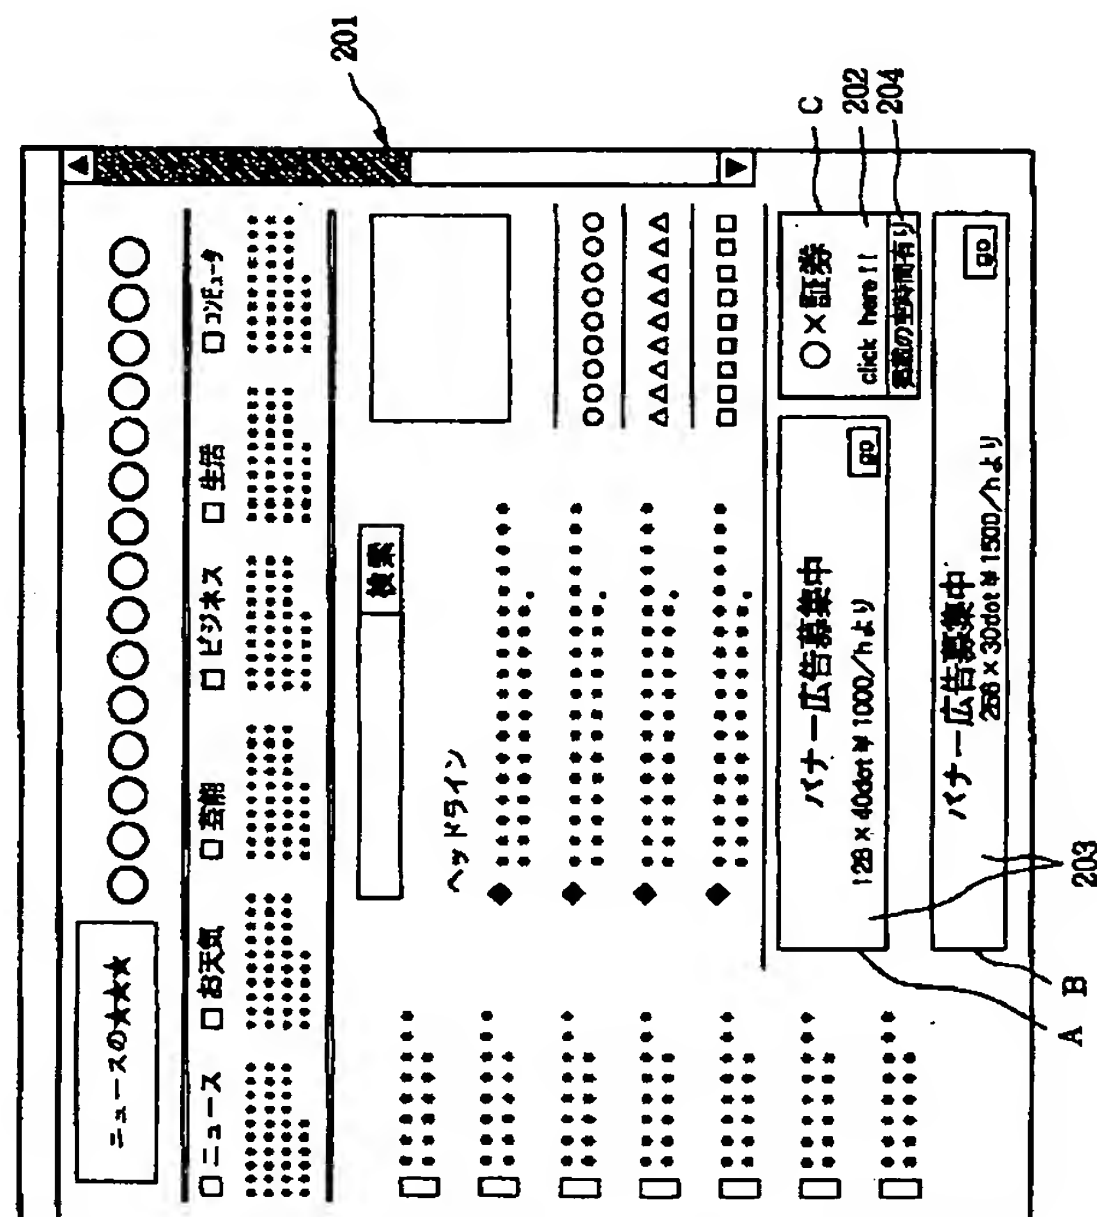 ニュースの★★★
○○○○○○○○○○○○○○○
□ニュース □お天気 □芸能 □ビジネス □生活 □コンピュータ
検索
ヘッドライン
○○○○○○○○
△△△△△△△△
□□□□□□□□
バナー広告募集中
128×40dot¥1000/hより
go
○×証券
click here!!
掲載の空時間有り
バナー広告募集中
256×30dot¥1500/hより
go
201
C
202
204
203
A
B